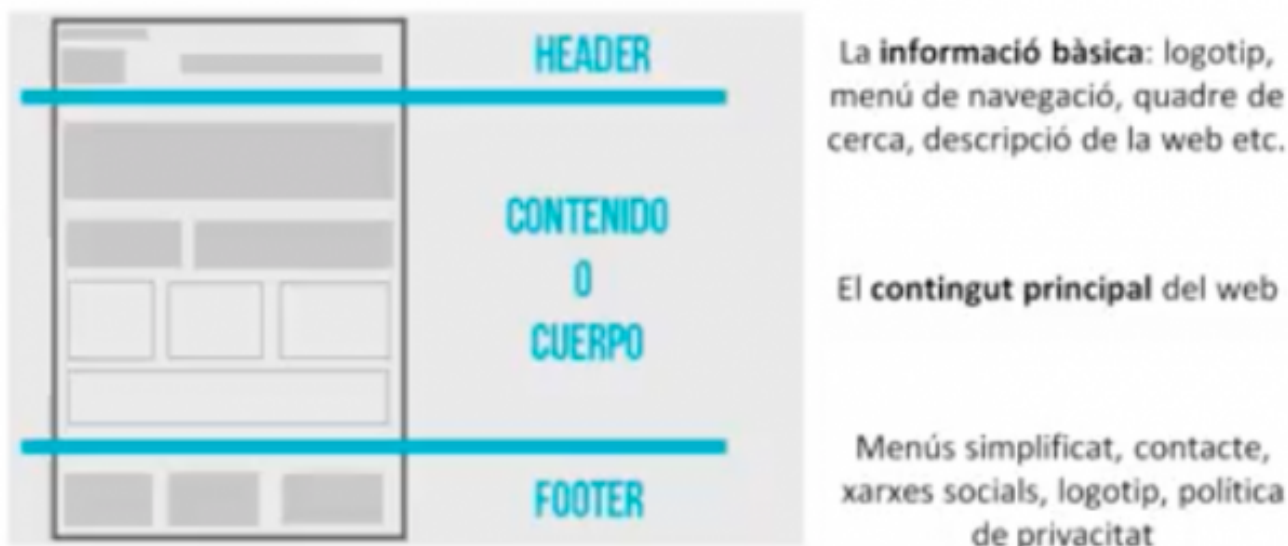 HEADER
La informació bàsica: logotip,
menú de navegació, quadre de
cerca, descripció de la web etc.
CONTENIDO
O
CUERPO
El contingut principal del web
FOOTER
Menús simplificat, contacte,
xarxes socials, logotip, política
de privacitat